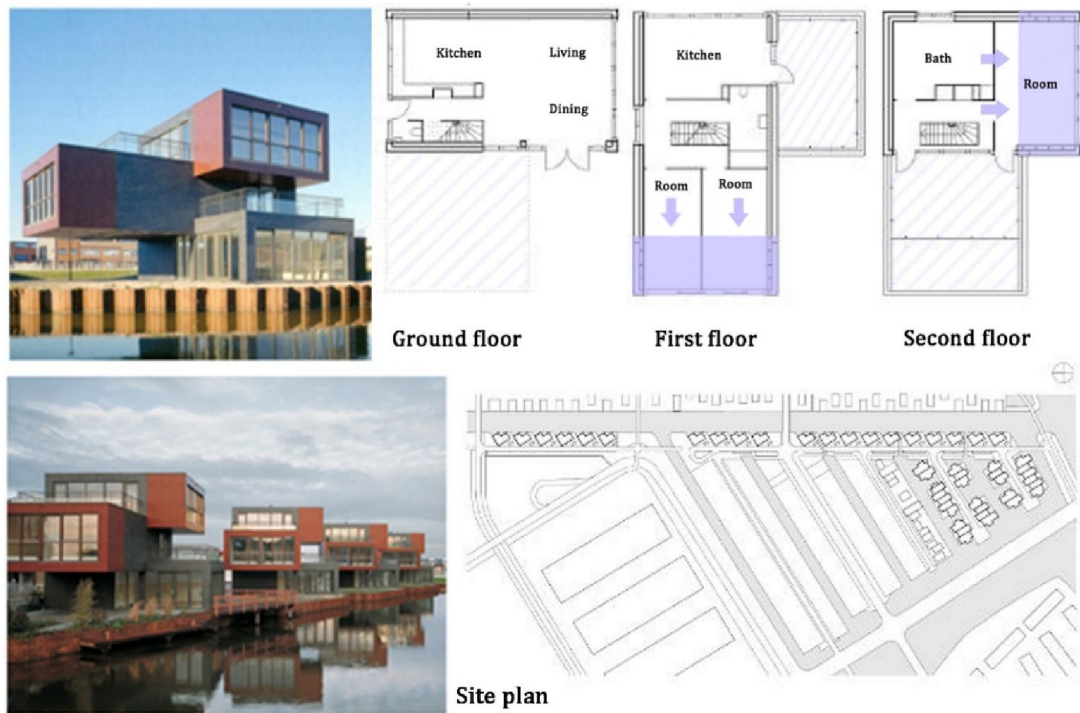 Kitchen
Living
Dining
Ground floor
Kitchen
Room
Room
First floor
Bath
Room
Second floor
Site plan